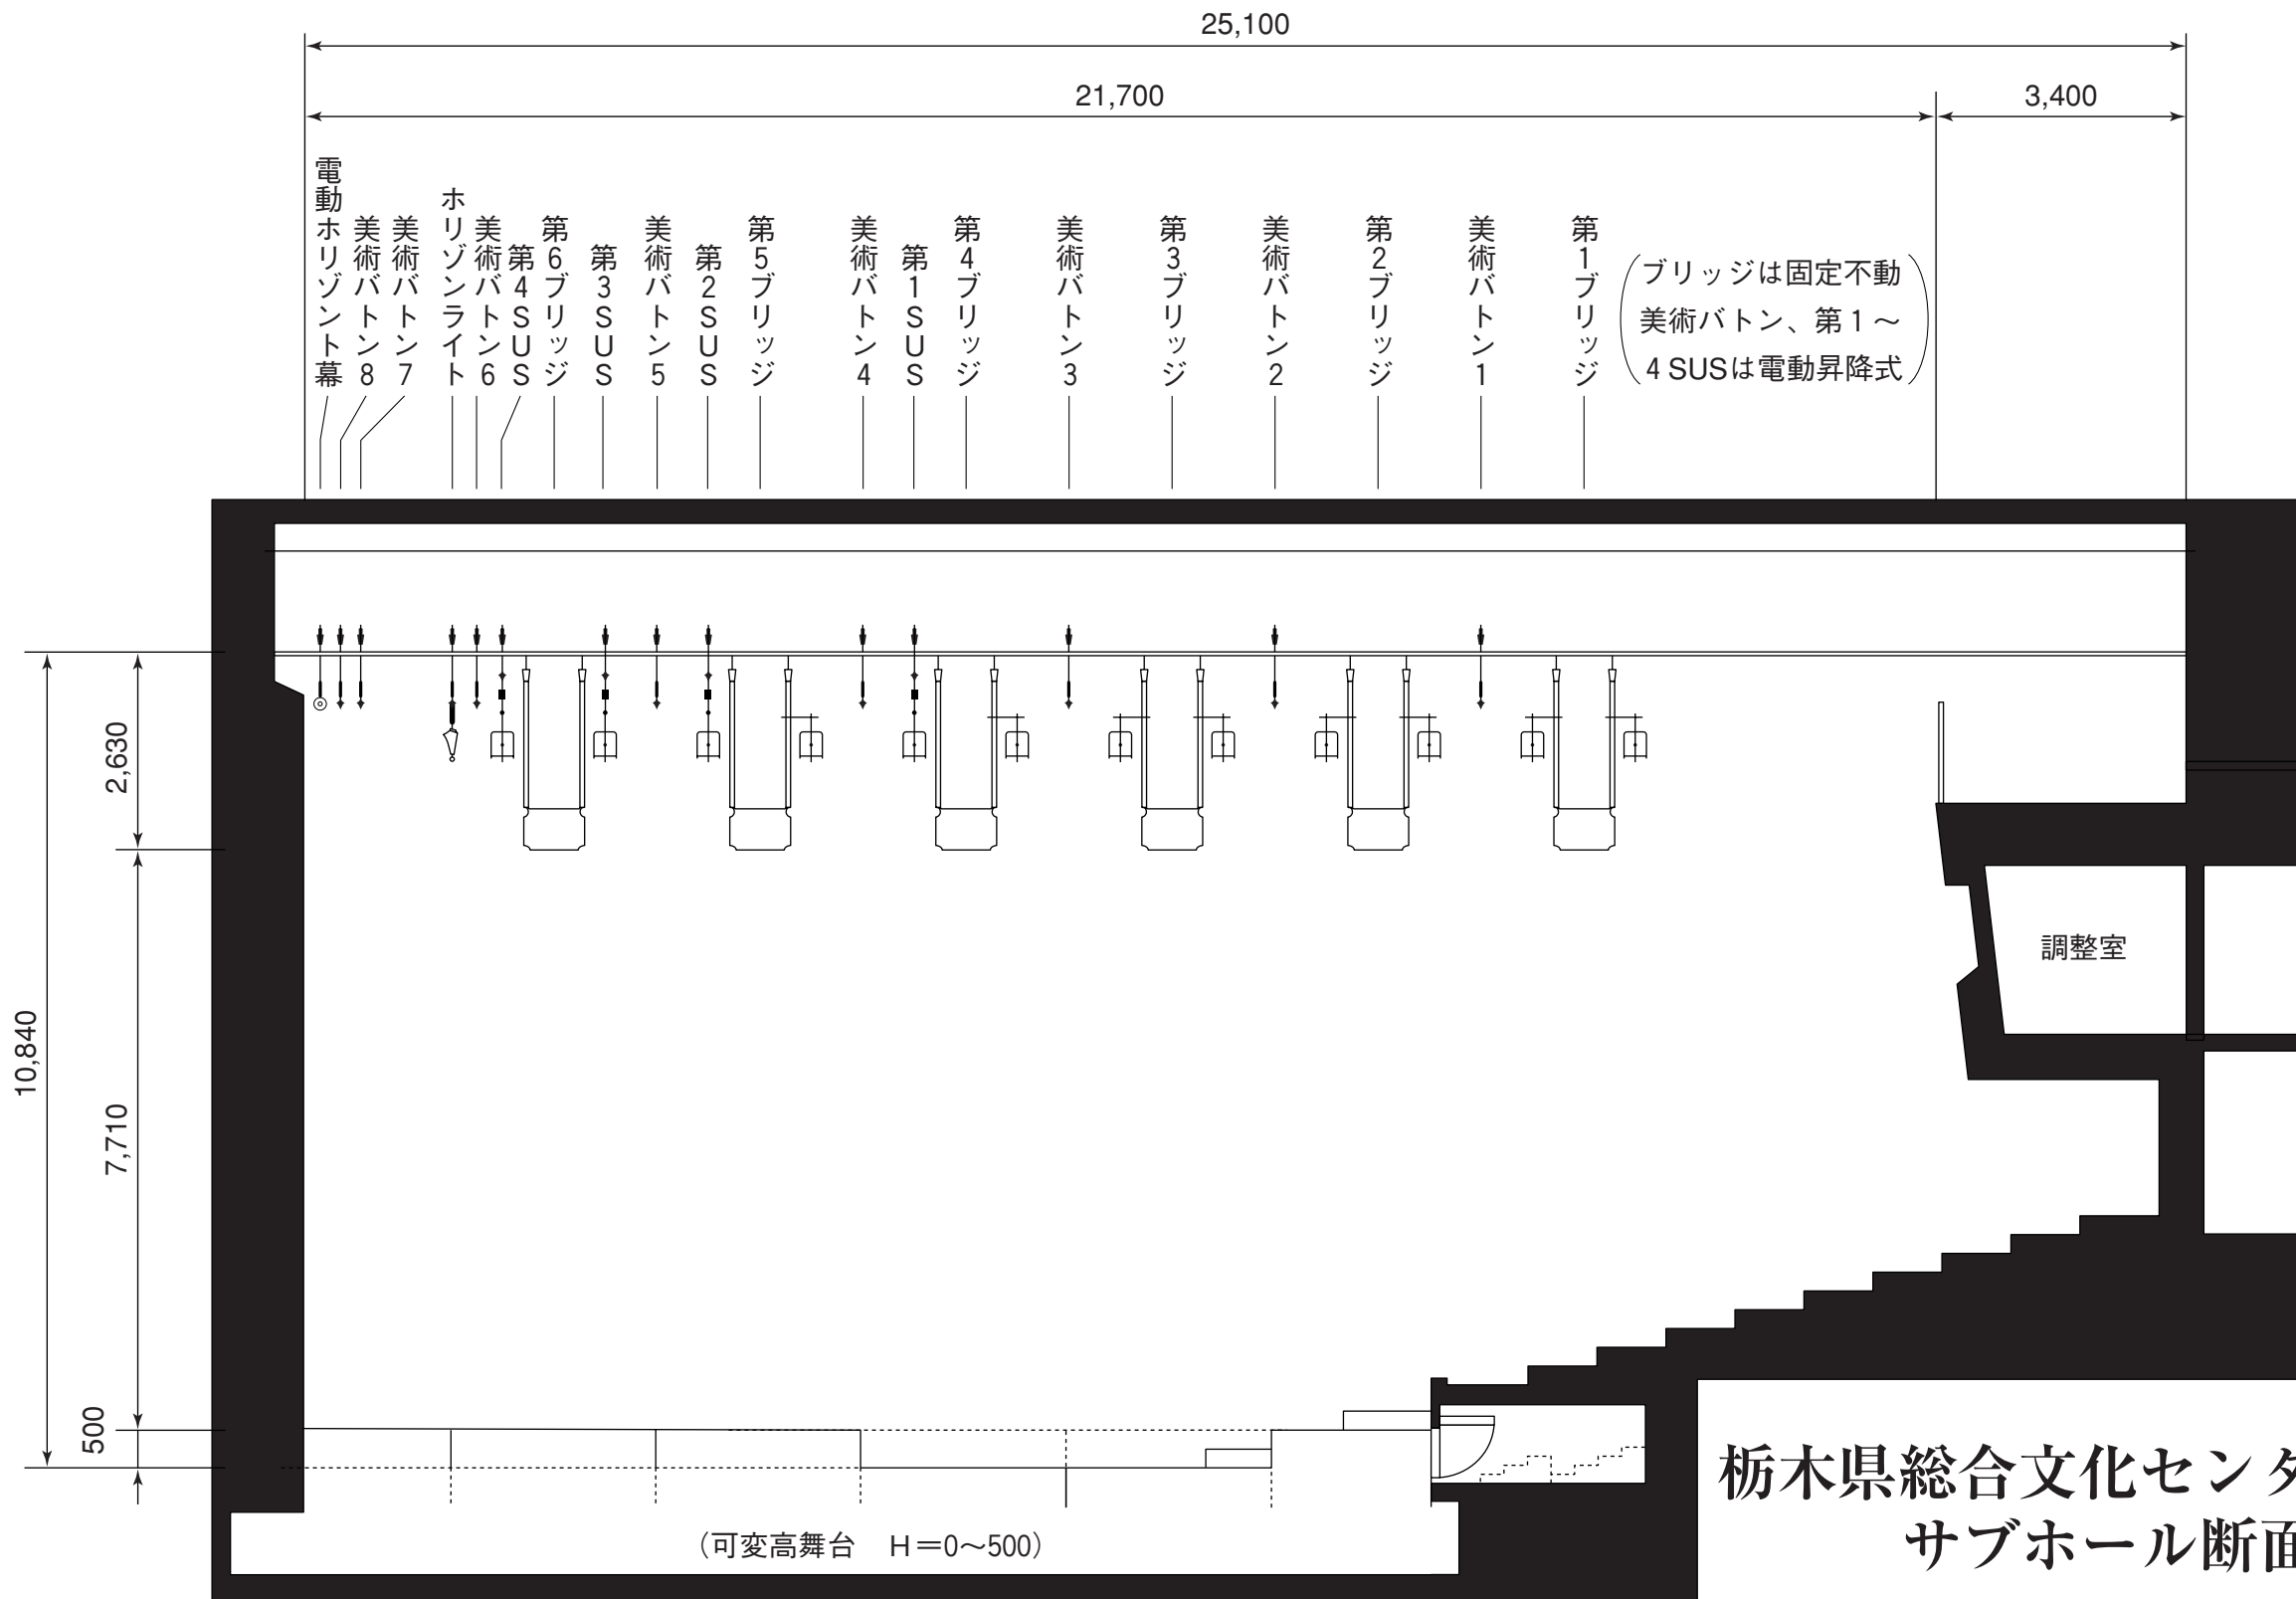 25,100
21,700
3,400
電動ホリゾント幕
美術バトン8
美術バトン7
ホリゾンライト
美術バトン6
第4SUS
第6ブリッジ
第3SUS
美術バトン5
第2SUS
第5ブリッジ
美術バトン4
第1SUS
第4ブリッジ
美術バトン3
第3ブリッジ
美術バトン2
第2ブリッジ
美術バトン1
第1ブリッジ
(ブリッジは固定不動
美術バトン、第1～
4 SUSは電動昇降式)
2,630
10,840
7,710
500
調整室
(可変高舞台 H＝0～500)
栃木県総合文化センタ
サブホール断面